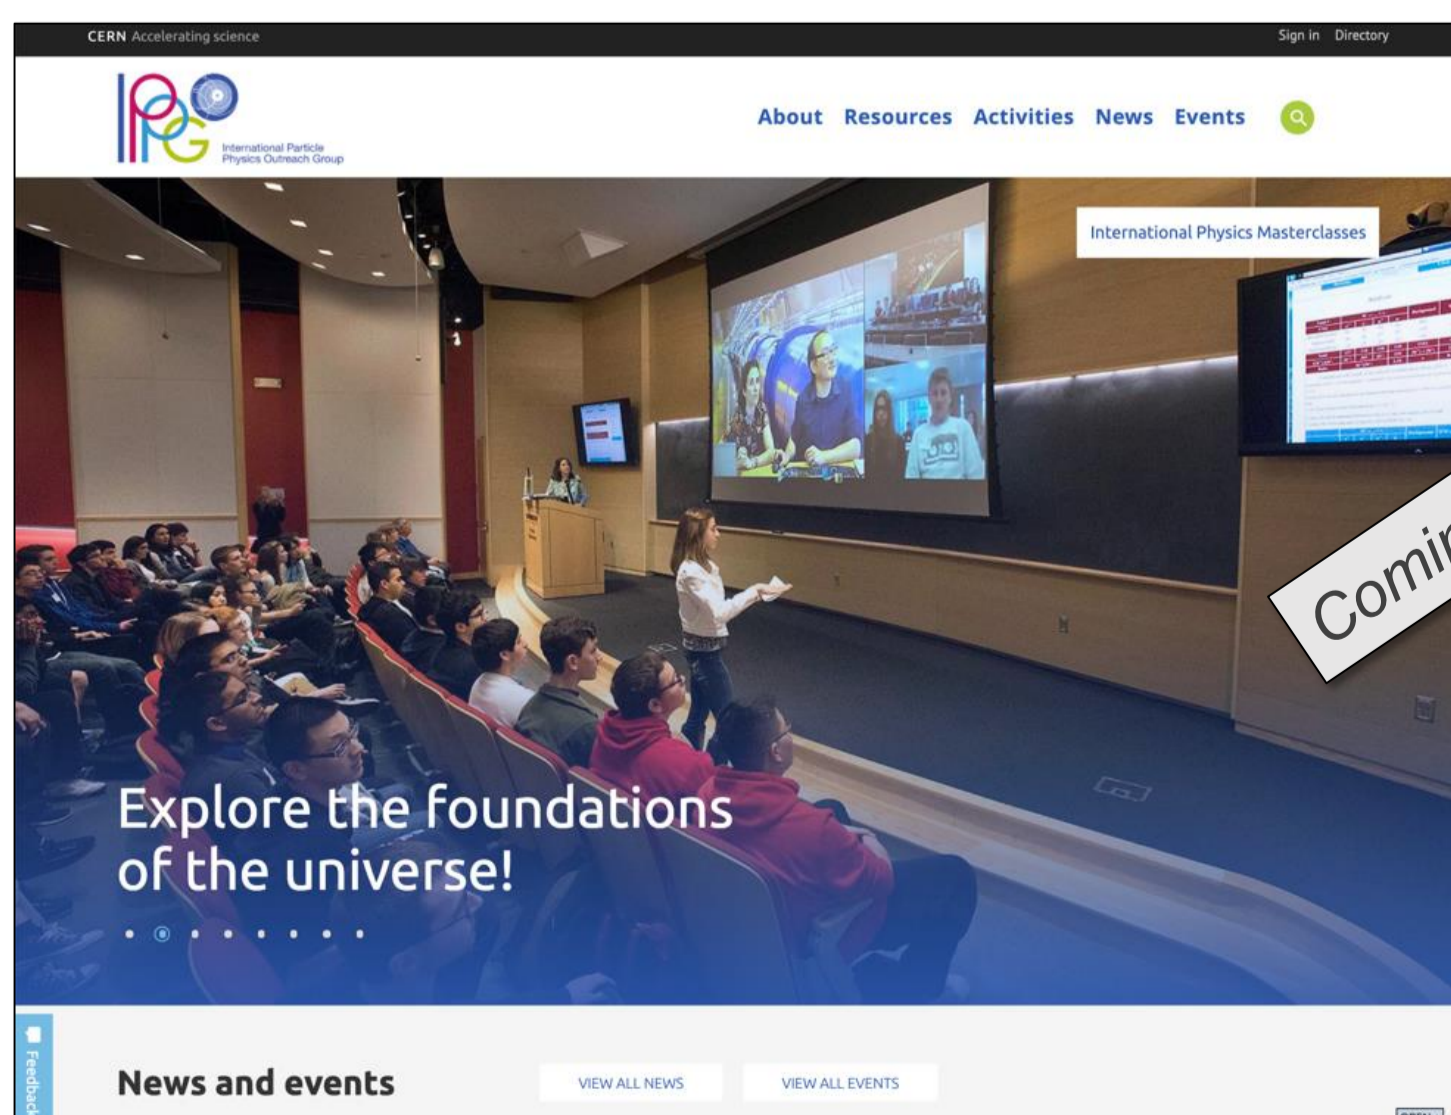 CERN Accelerating science
Sign in Directory
IPPOG
International Particle
Physics Outreach Group
About Resources Activities News Events
International Physics Masterclasses
Explore the foundations
of the universe!
Feedback
News and events
VIEW ALL NEWS
VIEW ALL EVENTS